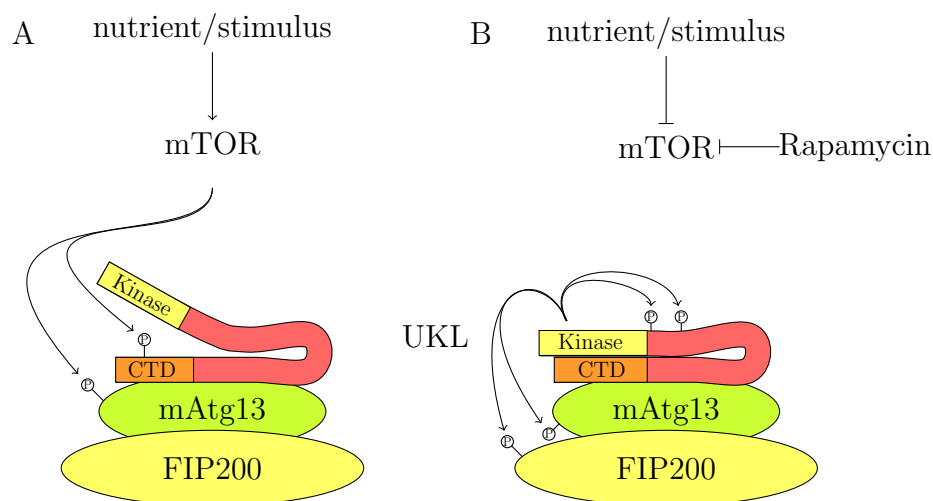 A
nutrient/stimulus
mTOR
Kinase
P
CTD
P
mAtg13
FIP200
B
nutrient/stimulus
mTOR
Rapamycin
UKL
P P
Kinase
CTD
mAtg13
P
P
FIP200